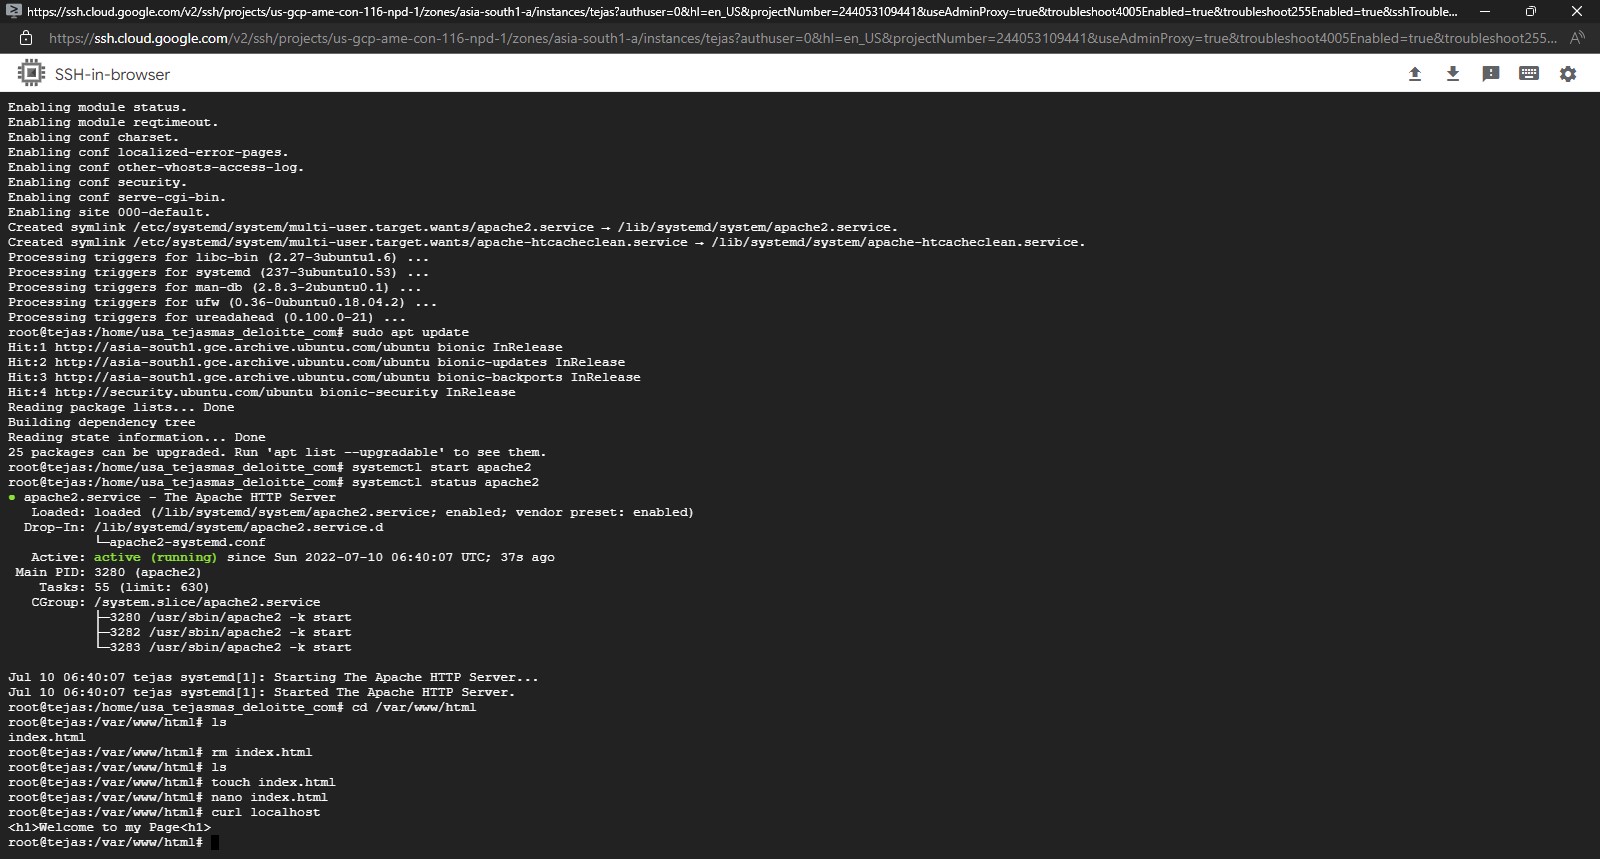 https://ssh.cloud.google.com/v2/ssh/projects/us-gcp-ame-con-116-npd-1/zones/asia-south1-a/instances/tejas?authuser=0&hl=en_US&projectNumber=244053109441&useAdminProxy=true&troubleshoot4005Enabled=true&troubleshoot255Enabled=true&sshTrouble...
https://ssh.cloud.google.com/v2/ssh/projects/us-gcp-ame-con-116-npd-1/zones/asia-south1-a/instances/tejas?authuser=0&hl=en_US&projectNumber=244053109441&useAdminProxy=true&troubleshoot4005Enabled=true&troubleshoot255...
SSH-in-browser
Enabling module status.
Enabling module reqtimeout.
Enabling conf charset.
Enabling conf localized-error-pages.
Enabling conf other-vhosts-access-log.
Enabling conf security.
Enabling conf serve-cgi-bin.
Enabling site 000-default.
Created symlink /etc/systemd/system/multi-user.target.wants/apache2.service → /lib/systemd/system/apache2.service.
Created symlink /etc/systemd/system/multi-user.target.wants/apache-htcacheclean.service → /lib/systemd/system/apache-htcacheclean.service.
Processing triggers for libc-bin (2.27-3ubuntu1.6) ...
Processing triggers for systemd (237-3ubuntu10.53) ...
Processing triggers for man-db (2.8.3-2ubuntu0.1) ...
Processing triggers for ufw (0.36-0ubuntu0.18.04.2) ...
Processing triggers for ureadahead (0.100.0-21) ...
root@tejas:/home/usa_tejasmas_deloitte_com# sudo apt update
Hit:1 http://asia-south1.gce.archive.ubuntu.com/ubuntu bionic InRelease
Hit:2 http://asia-south1.gce.archive.ubuntu.com/ubuntu bionic-updates InRelease
Hit:3 http://asia-south1.gce.archive.ubuntu.com/ubuntu bionic-backports InRelease
Hit:4 http://security.ubuntu.com/ubuntu bionic-security InRelease
Reading package lists... Done
Building dependency tree
Reading state information... Done
25 packages can be upgraded. Run 'apt list --upgradable' to see them.
root@tejas:/home/usa_tejasmas_deloitte_com# systemctl start apache2
root@tejas:/home/usa_tejasmas_deloitte_com# systemctl status apache2
● apache2.service - The Apache HTTP Server
Loaded: loaded (/lib/systemd/system/apache2.service; enabled; vendor preset: enabled)
Drop-In: /lib/systemd/system/apache2.service.d
└─apache2-systemd.conf
Active: active (running) since Sun 2022-07-10 06:40:07 UTC; 37s ago
Main PID: 3280 (apache2)
Tasks: 55 (limit: 630)
CGroup: /system.slice/apache2.service
├─3280 /usr/sbin/apache2 -k start
├─3282 /usr/sbin/apache2 -k start
└─3283 /usr/sbin/apache2 -k start
Jul 10 06:40:07 tejas systemd[1]: Starting The Apache HTTP Server...
Jul 10 06:40:07 tejas systemd[1]: Started The Apache HTTP Server.
root@tejas:/home/usa_tejasmas_deloitte_com# cd /var/www/html
root@tejas:/var/www/html# ls
index.html
root@tejas:/var/www/html# rm index.html
root@tejas:/var/www/html# ls
root@tejas:/var/www/html# touch index.html
root@tejas:/var/www/html# nano index.html
root@tejas:/var/www/html# curl localhost
<h1>Welcome to my Page<h1>
root@tejas:/var/www/html#